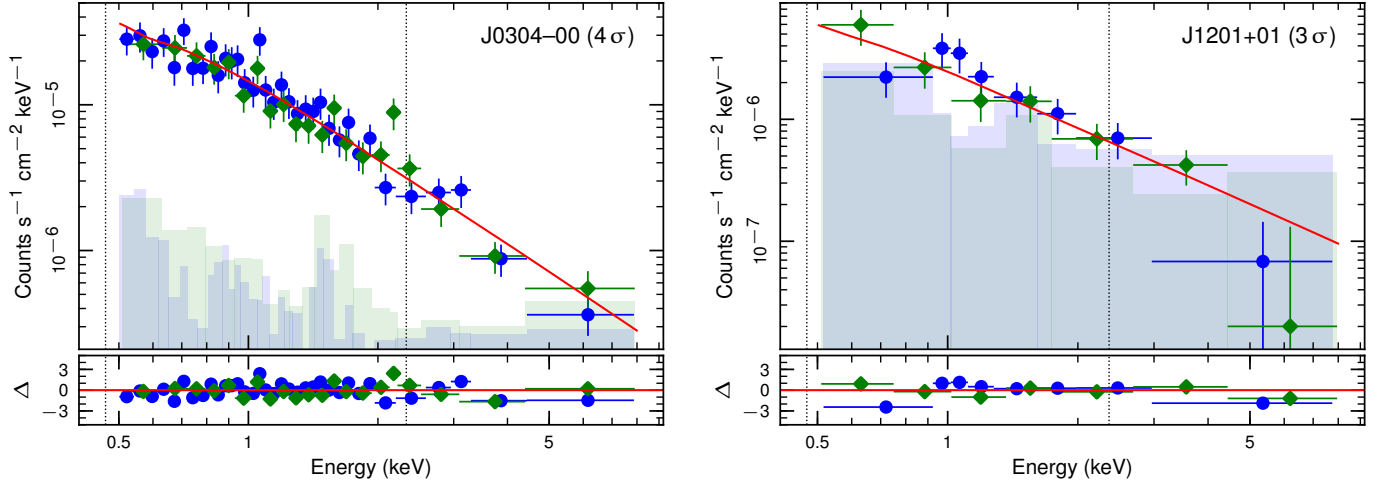 J0304–00 (4 σ)
Counts s⁻¹ cm⁻² keV⁻¹
10⁻⁵
10⁻⁶
Δ
3
0
−3
0.5
1
5
Energy (keV)
J1201+01 (3 σ)
Counts s⁻¹ cm⁻² keV⁻¹
10⁻⁶
10⁻⁷
Δ
3
0
−3
0.5
1
5
Energy (keV)